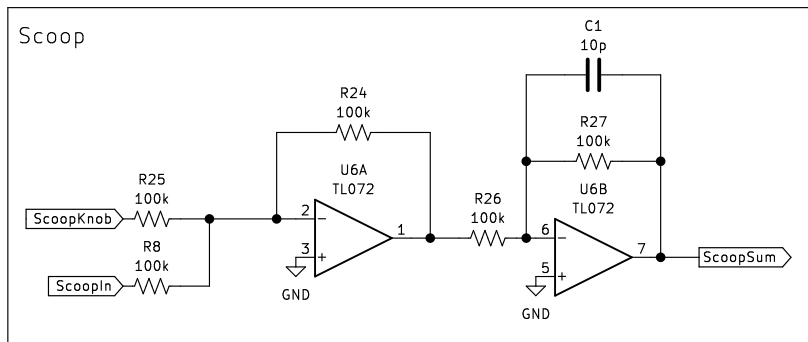 Scoop
C1
10p
R24
100k
R27
100k
U6A
TL072
U6B
TL072
R25
100k
R26
100k
ScoopKnob
2
−
1
6
−
R8
100k
3
+
7
ScoopSum
5
+
ScoopIn
GND
GND